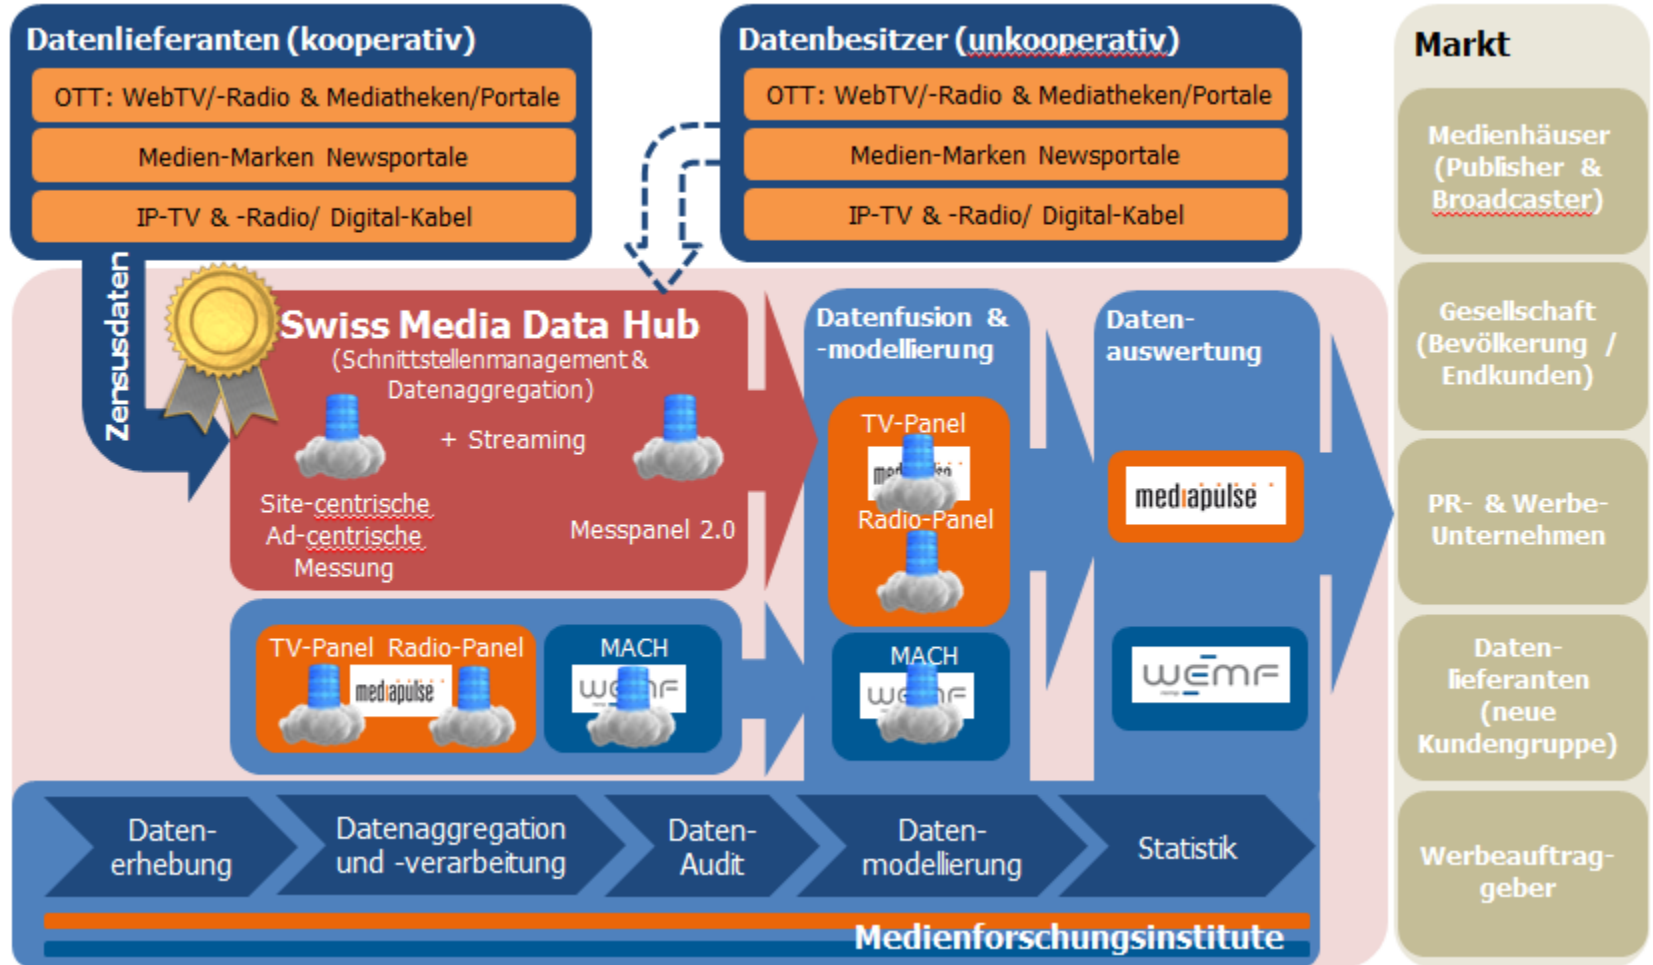 Datenlieferanten (kooperativ)
OTT: WebTV/-Radio & Mediatheken/Portale
Medien-Marken Newsportale
IP-TV & -Radio/ Digital-Kabel
Datenbesitzer (unkooperativ)
OTT: WebTV/-Radio & Mediatheken/Portale
Medien-Marken Newsportale
IP-TV & -Radio/ Digital-Kabel
Zensusdaten
Swiss Media Data Hub
(Schnittstellenmanagement &
Datenaggregation)
+ Streaming
Site-centrische
Ad-centrische
Messung
Messpanel 2.0
TV-Panel Radio-Panel
mediapulse
MACH
wemf
Datenfusion &
-modellierung
TV-Panel
mediapulse
Radio-Panel
MACH
wemf
Daten-
auswertung
mediapulse
wemf
Daten-
erhebung
Datenaggregation
und -verarbeitung
Daten-
Audit
Daten-
modellierung
Statistik
Medienforschungsinstitute
Markt
Medienhäuser
(Publisher &
Broadcaster)
Gesellschaft
(Bevölkerung /
Endkunden)
PR- & Werbe-
Unternehmen
Daten-
lieferanten
(neue
Kundengruppe)
Werbeauftrag-
geber